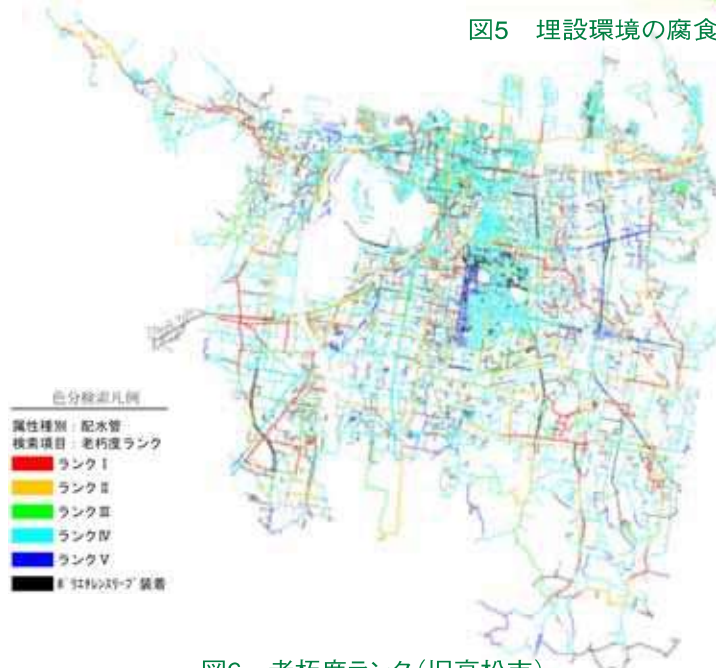 図5 埋設環境の腐食
色分検索凡例
属性種別：配水管
検索項目：老朽度ランク
ランクⅠ
ランクⅡ
ランクⅢ
ランクⅣ
ランクⅤ
ﾎﾟﾘｴﾁﾚﾝｽﾘｰﾌﾞ装着
図6 老朽度ランク(旧高松市)